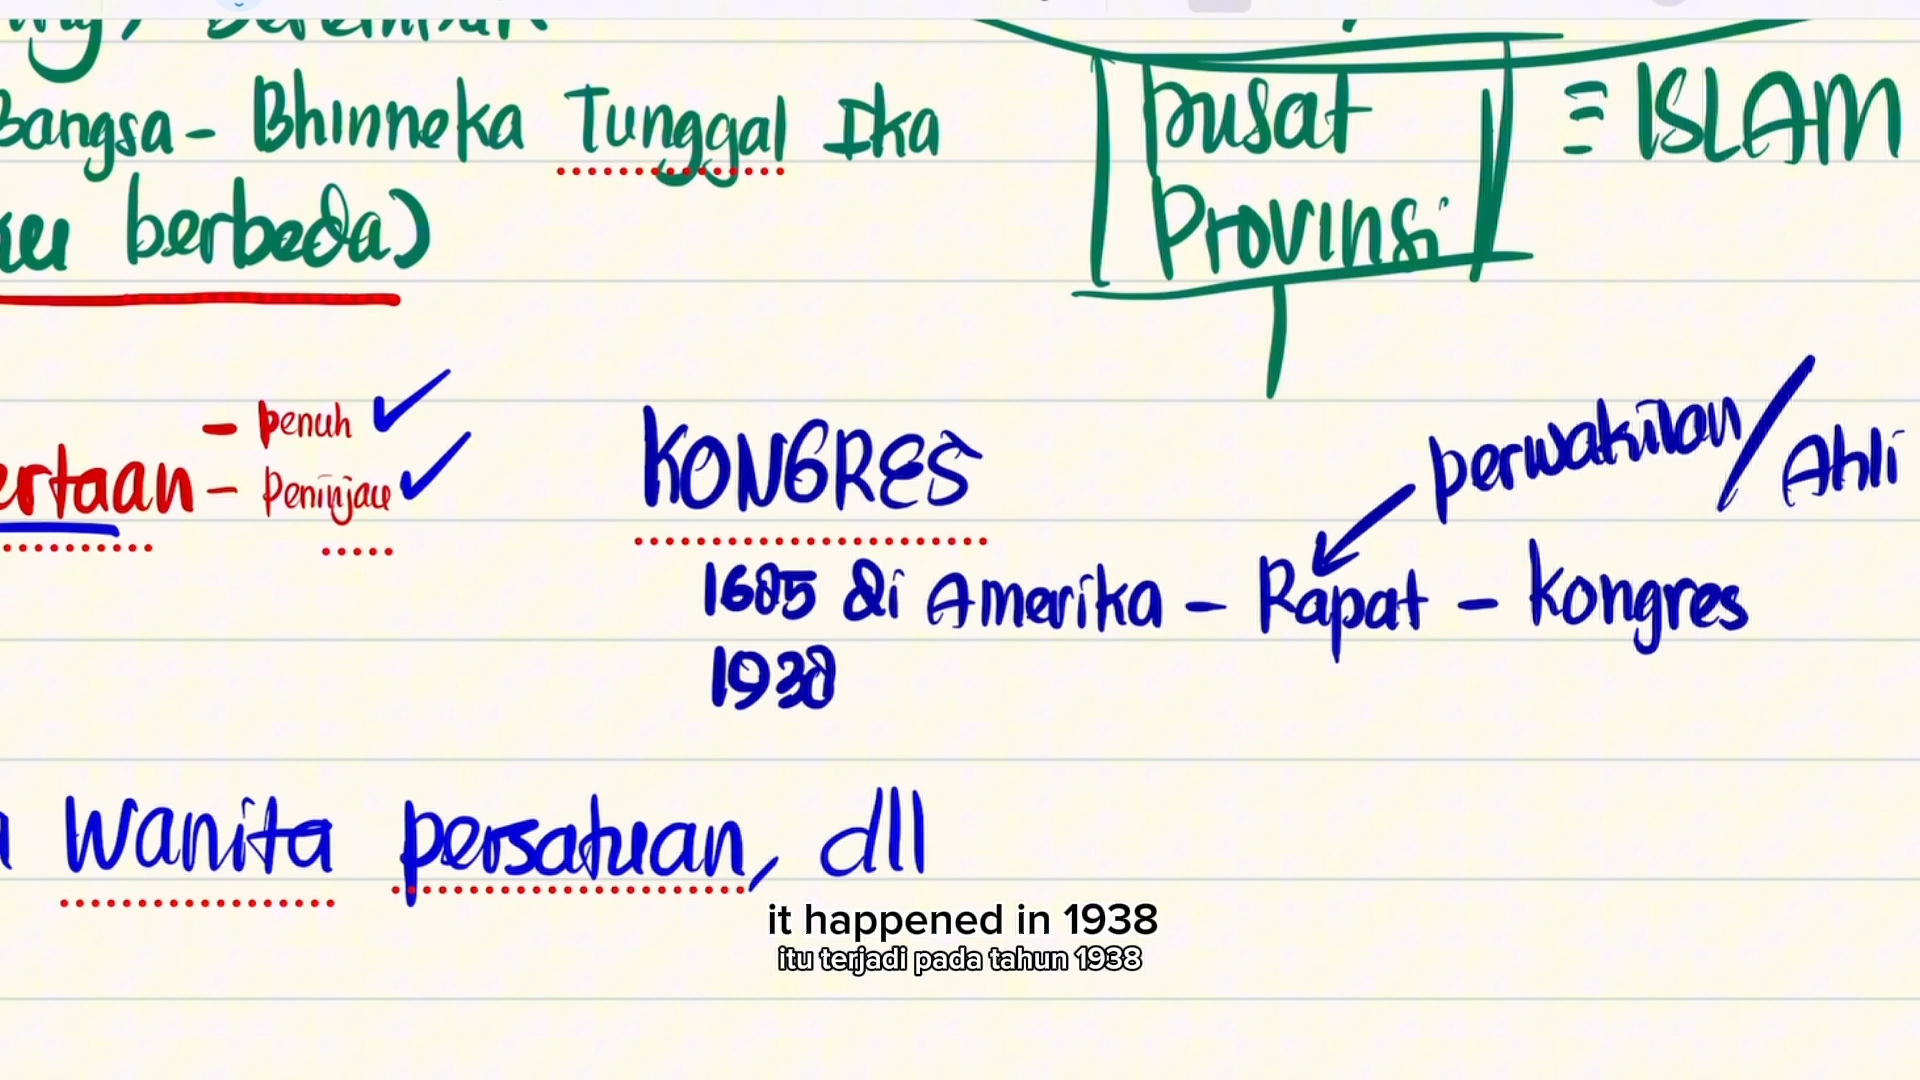 Bangsa - Bhinneka Tunggal Ika
berbeda)
pusat
Provinsi
= ISLAM
ertaan
- penuh
- Peninjau
KONGRES
perwakilan / Ahli
1685 di Amerika - Rapat - kongres
1938
Wanita persatuan, dll
it happened in 1938
itu terjadi pada tahun 1938